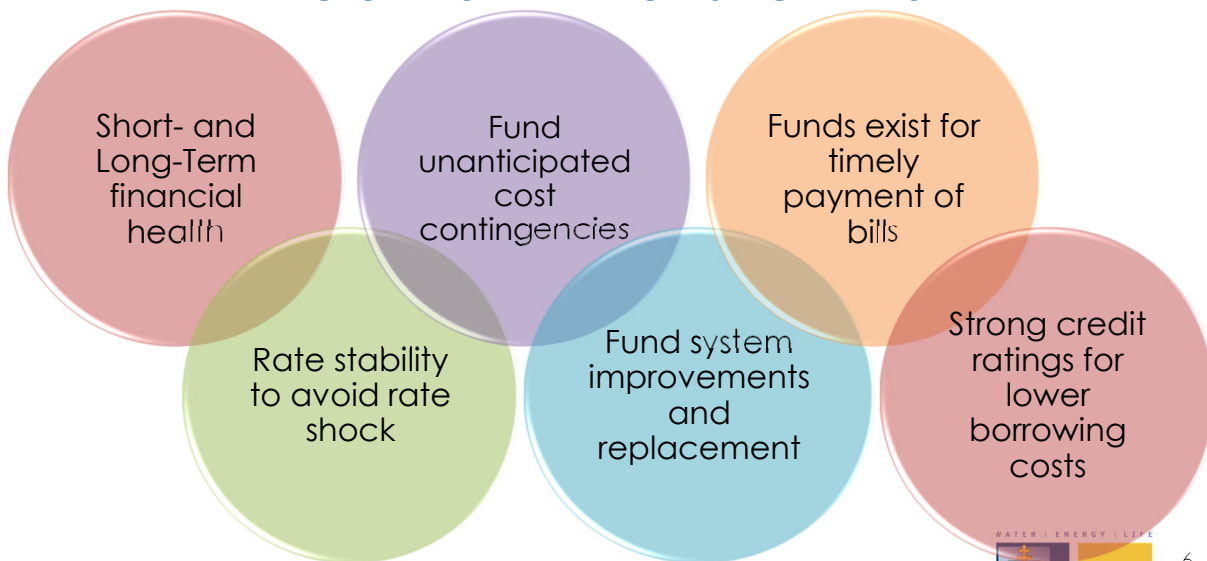 Short- and
Long-Term
financial
health
Fund
unanticipated
cost
contingencies
Funds exist for
timely
payment of
bills
Rate stability
to avoid rate
shock
Fund system
improvements
and
replacement
Strong credit
ratings for
lower
borrowing
costs
WATER | ENERGY | LIFE
6